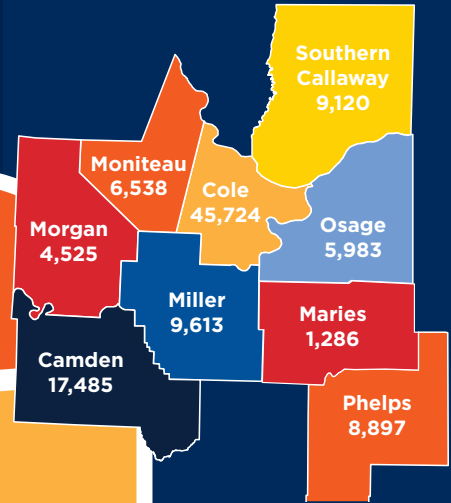 Southern
Callaway
9,120
Moniteau
6,538
Cole
45,724
Morgan
4,525
Osage
5,983
Miller
9,613
Maries
1,286
Camden
17,485
Phelps
8,897